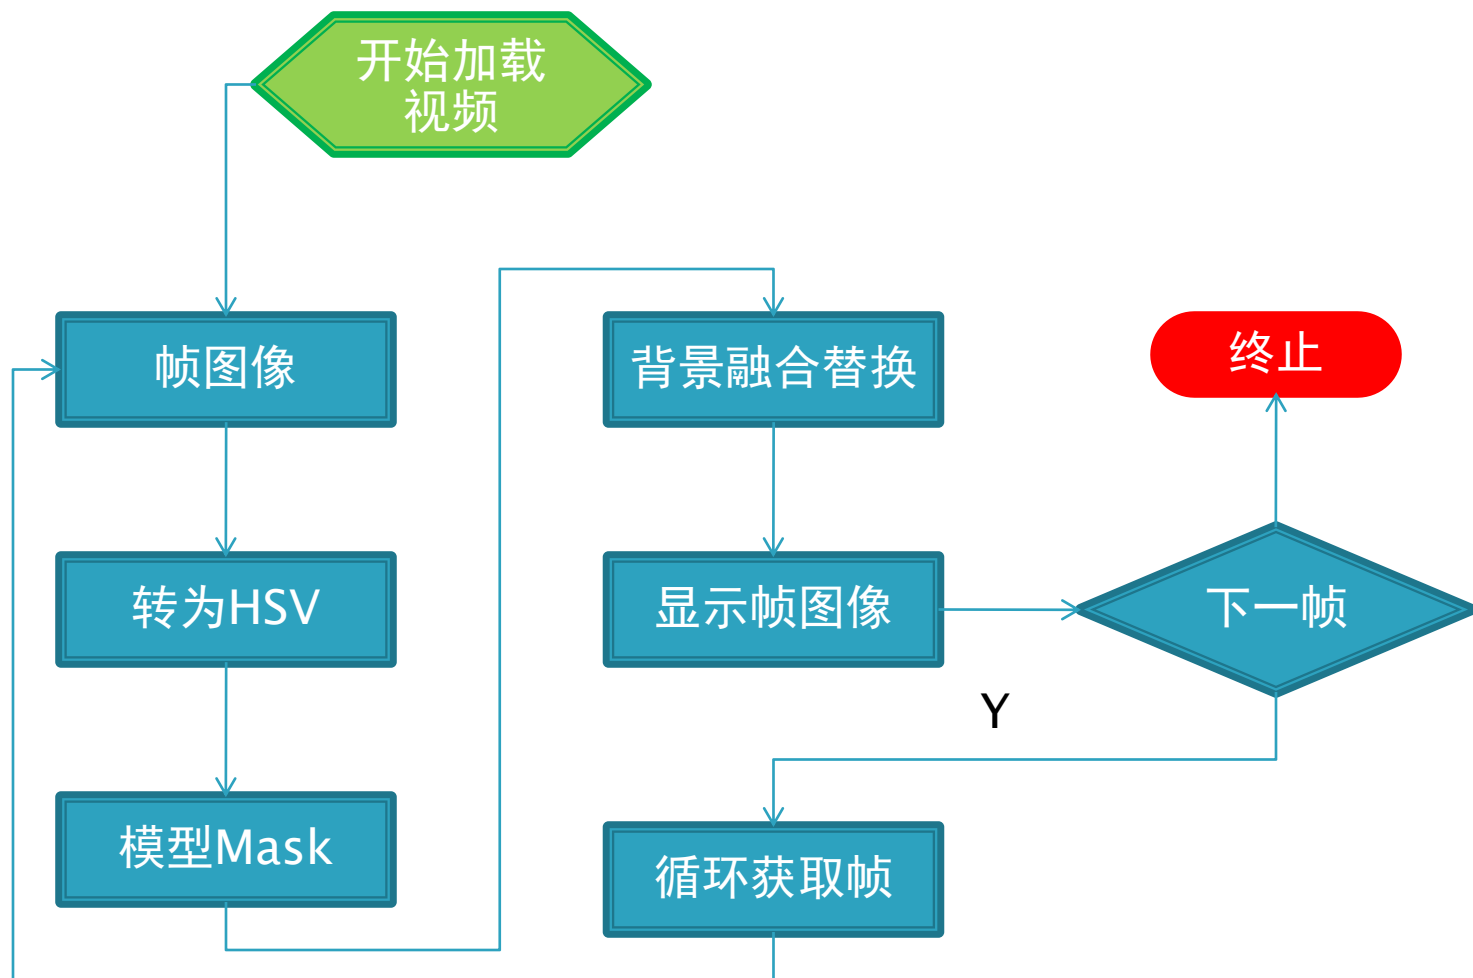 开始加载
视频
帧图像
转为HSV
模型Mask
背景融合替换
显示帧图像
下一帧
终止
Y
循环获取帧